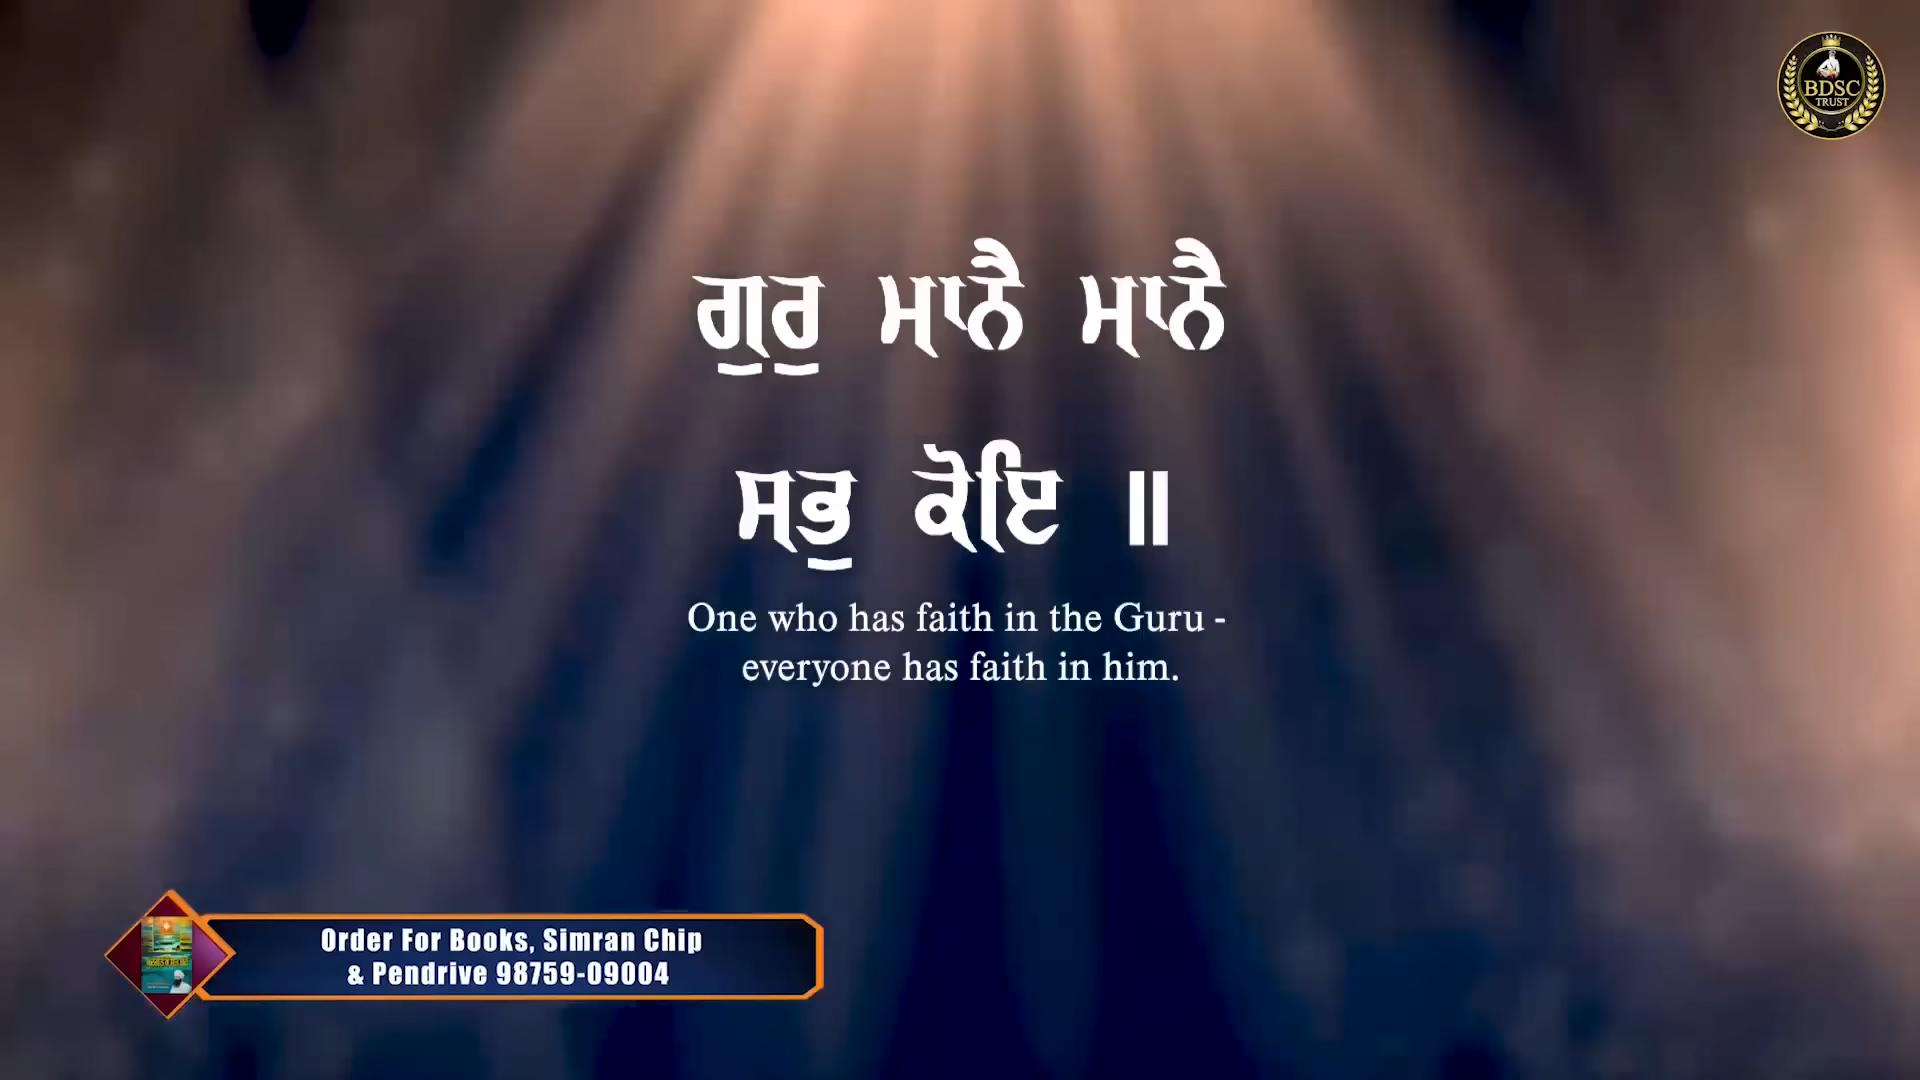 BDSC
TRUST
ਗੁਰੁ ਮਾਨੈ ਮਾਨੈ
ਸਭੁ ਕੋਇ ॥
One who has faith in the Guru -
everyone has faith in him.
Order For Books, Simran Chip
& Pendrive 98759-09004